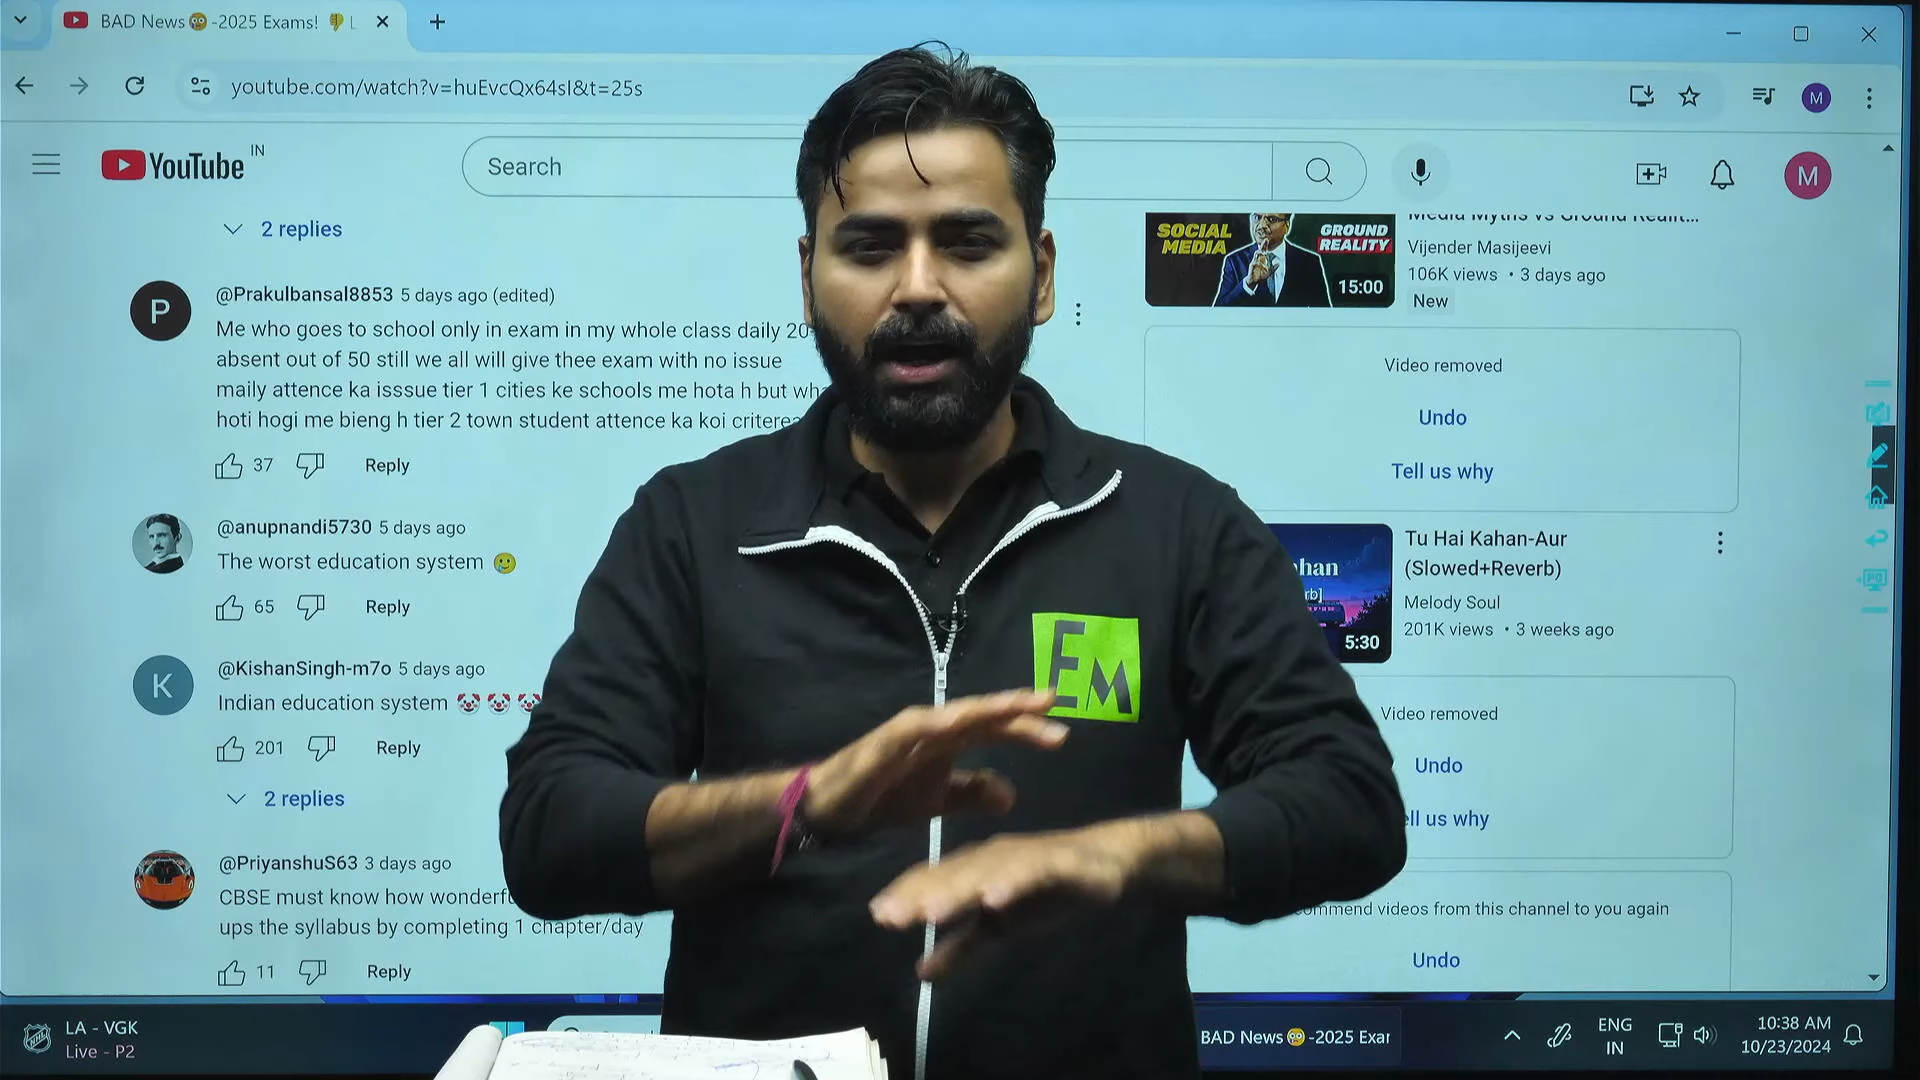 BAD News -2025 Exams! L
youtube.com/watch?v=huEvcQx64sI&t=25s
M
YouTube IN
Search
M
2 replies
P
@Prakulbansal8853 5 days ago (edited)
Me who goes to school only in exam in my whole class daily 20
absent out of 50 still we all will give thee exam with no issue
maily attence ka isssue tier 1 cities ke schools me hota h but
hoti hogi me bieng h tier 2 town student attence ka koi
37 Reply
@anupnandi5730 5 days ago
The worst education system
65 Reply
K
@KishanSingh-m7o 5 days ago
Indian education system
201 Reply
2 replies
@PriyanshuS63 3 days ago
CBSE must know how
ups the syllabus by completing 1 chapter/day
11 Reply
SOCIAL
MEDIA
GROUND
REALITY
15:00
Media Myths vs Ground Realit...
Vijender Masijeevi
106K views • 3 days ago
New
Video removed
Undo
Tell us why
5:30
Tu Hai Kahan-Aur
(Slowed+Reverb)
Melody Soul
201K views • 3 weeks ago
Video removed
Undo
us why
videos from this channel to you again
Undo
EM
LA - VGK
Live - P2
BAD News -2025 Exar
ENG
IN
10:38 AM
10/23/2024